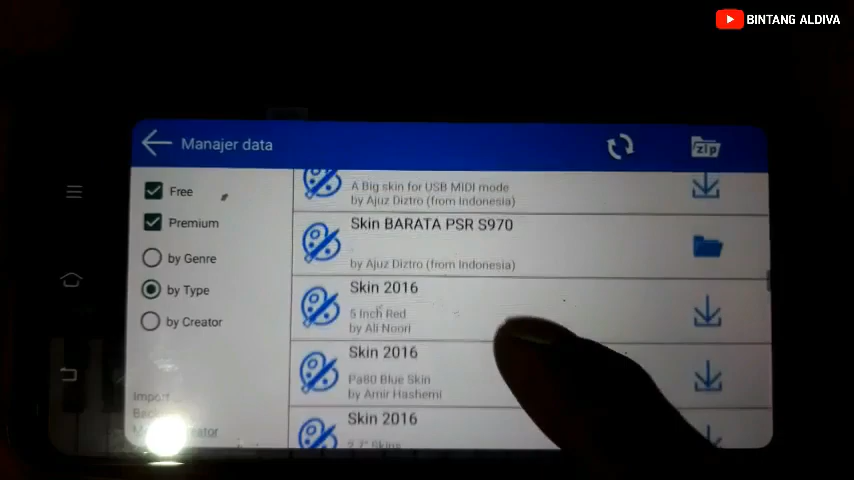 BINTANG ALDIVA
Manajer data
zip
Free
Premium
by Genre
by Type
by Creator
Import
A Big skin for USB MIDI mode
by Ajuz Diztro (from Indonesia)
Skin BARATA PSR S970
by Ajuz Diztro (from Indonesia)
Skin 2016
5 Inch Red
by Ali Noori
Skin 2016
Pa80 Blue Skin
by Amir Hashemi
Skin 2016